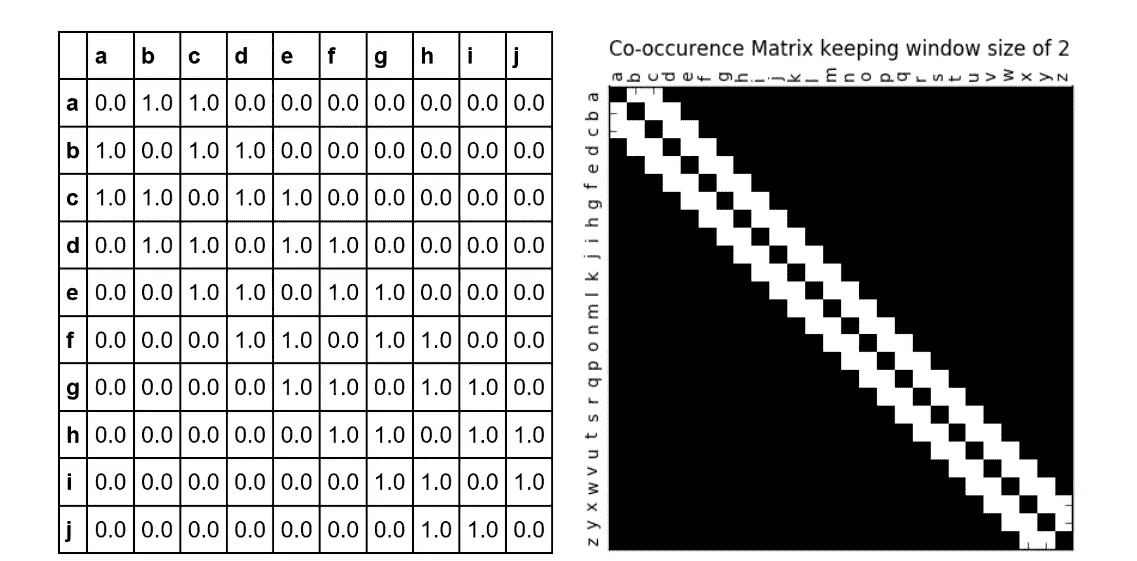 a b c d e f g h i j
a 0.0 1.0 1.0 0.0 0.0 0.0 0.0 0.0 0.0 0.0
b 1.0 0.0 1.0 1.0 0.0 0.0 0.0 0.0 0.0 0.0
c 1.0 1.0 0.0 1.0 1.0 0.0 0.0 0.0 0.0 0.0
d 0.0 1.0 1.0 0.0 1.0 1.0 0.0 0.0 0.0 0.0
e 0.0 0.0 1.0 1.0 0.0 1.0 1.0 0.0 0.0 0.0
f 0.0 0.0 0.0 1.0 1.0 0.0 1.0 1.0 0.0 0.0
g 0.0 0.0 0.0 0.0 1.0 1.0 0.0 1.0 1.0 0.0
h 0.0 0.0 0.0 0.0 0.0 1.0 1.0 0.0 1.0 1.0
i 0.0 0.0 0.0 0.0 0.0 0.0 1.0 1.0 0.0 1.0
j 0.0 0.0 0.0 0.0 0.0 0.0 0.0 1.0 1.0 0.0
Co-occurence Matrix keeping window size of 2
a b c d e f g h i j k l m n o p q r s t u v w x y z
z y x w v u t s r q p o n m l k j i h g f e d c b a